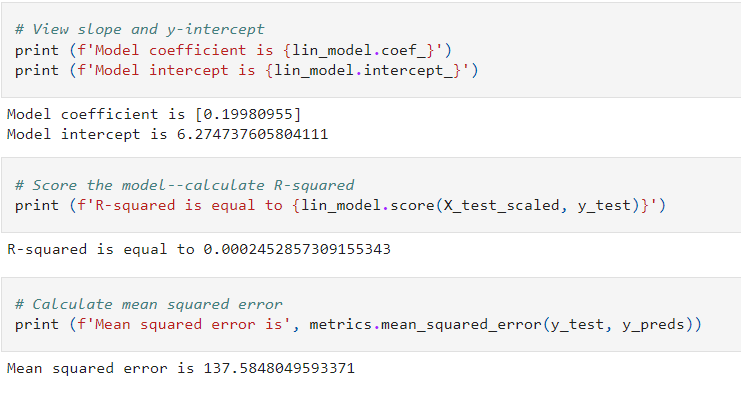 # View slope and y-intercept
print (f'Model coefficient is {lin_model.coef_}')
print (f'Model intercept is {lin_model.intercept_}')
Model coefficient is [0.19980955]
Model intercept is 6.274737605804111
# Score the model--calculate R-squared
print (f'R-squared is equal to {lin_model.score(X_test_scaled, y_test)}')
R-squared is equal to 0.0002452857309155343
# Calculate mean squared error
print (f'Mean squared error is', metrics.mean_squared_error(y_test, y_preds))
Mean squared error is 137.5848049593371